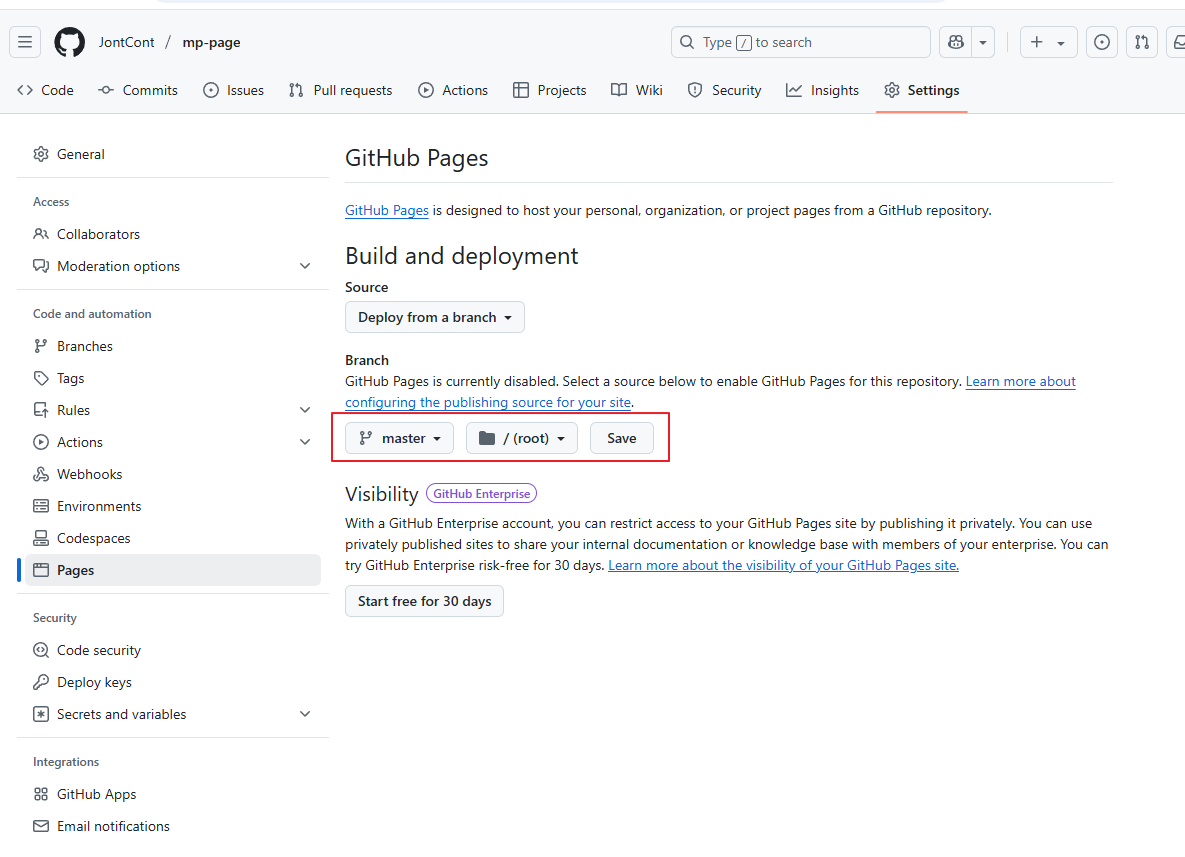 JontCont / mp-page
Type / to search
Code
Commits
Issues
Pull requests
Actions
Projects
Wiki
Security
Insights
Settings
General
Access
Collaborators
Moderation options
Code and automation
Branches
Tags
Rules
Actions
Webhooks
Environments
Codespaces
Pages
Security
Code security
Deploy keys
Secrets and variables
Integrations
GitHub Apps
Email notifications
GitHub Pages
GitHub Pages is designed to host your personal, organization, or project pages from a GitHub repository.
Build and deployment
Source
Deploy from a branch
Branch
GitHub Pages is currently disabled. Select a source below to enable GitHub Pages for this repository. Learn more about
configuring the publishing source for your site.
master
/ (root)
Save
Visibility GitHub Enterprise
With a GitHub Enterprise account, you can restrict access to your GitHub Pages site by publishing it privately. You can use
privately published sites to share your internal documentation or knowledge base with members of your enterprise. You can
try GitHub Enterprise risk-free for 30 days. Learn more about the visibility of your GitHub Pages site.
Start free for 30 days